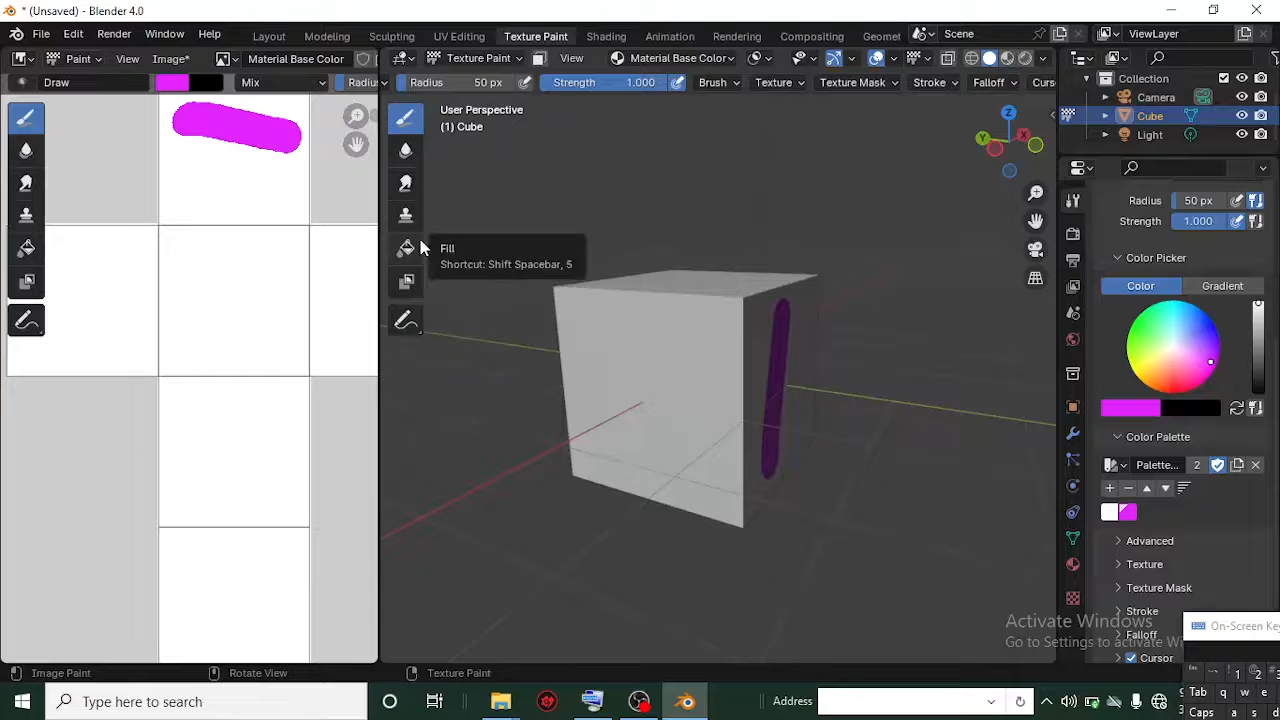 * (Unsaved) - Blender 4.0
File Edit Render Window Help Layout Modeling Sculpting UV Editing Texture Paint Shading Animation Rendering Compositing Geomet Scene ViewLayer
Paint View Image* Material Base Color Texture Paint View Material Base Color
Draw Mix Radius Radius 50 px Strength 1.000 Brush Texture Texture Mask Stroke Falloff Curs
User Perspective
(1) Cube
Fill
Shortcut: Shift Spacebar, 5
Z
Y
X
Collection
Camera
Cube
Light
Radius 50 px
Strength 1.000
Color Picker
Color Gradient
Color Palette
Palette... 2
Advanced
Texture
Texture Mask
Stroke
Falloff
Cursor
Activate Windows
Go to Settings to activate Wi
On-Screen Key
Tab q w e
Caps a s d
Image Paint Rotate View Texture Paint
Type here to search Address